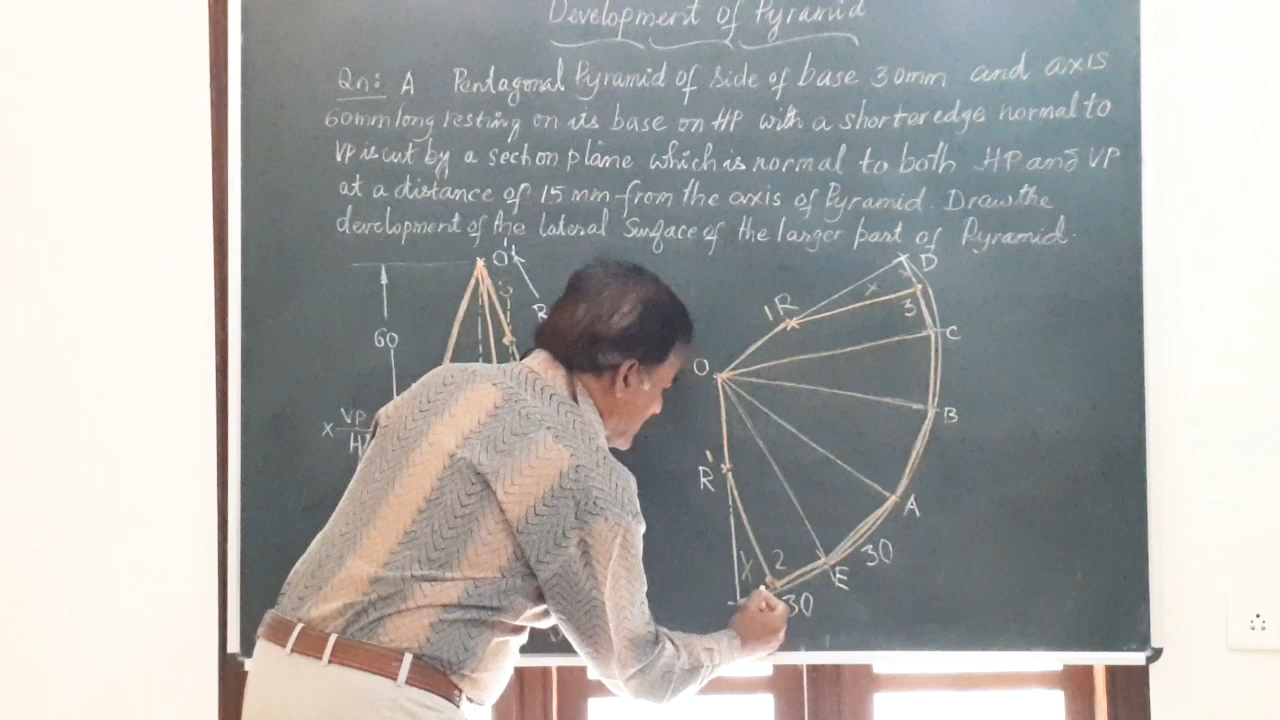 Development of Pyramid
Qn: A Pentagonal Pyramid of side of base 30mm and axis
60mm long resting on its base on HP with a shorter edge normal to
VP is cut by a section plane which is normal to both HP and VP
at a distance of 15 mm from the axis of Pyramid. Draw the
development of the lateral Surface of the larger part of Pyramid.
O'
R
60
X VP
H
D
X
1 R
3
C
O
B
R'
A
X
2
30
E
30